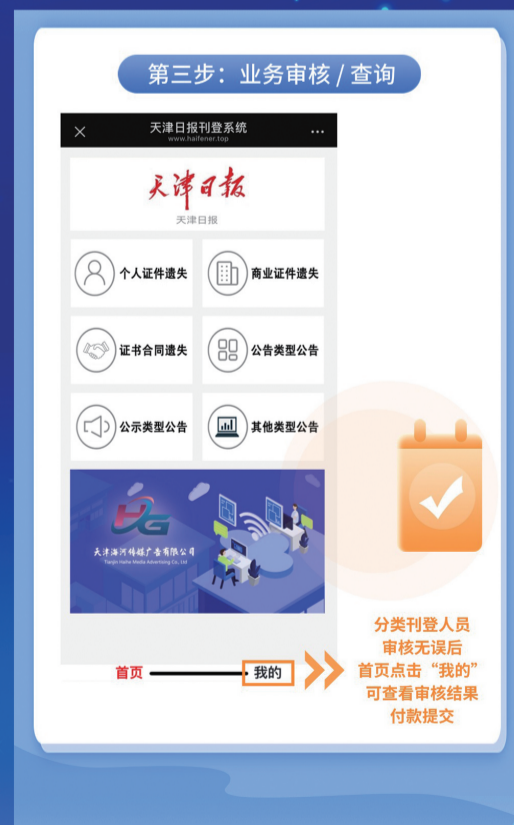 第三步：业务审核 / 查询
天津日报刊登系统
www.haifener.top
天津日报
天津日报
个人证件遗失
商业证件遗失
证书合同遗失
公告类型公告
公示类型公告
其他类型公告
HG
天津海河传媒广告有限公司
Tianjin Haihe Media Advertising Co., Ltd
首页
我的
分类刊登人员
审核无误后
首页点击“我的”
可查看审核结果
付款提交